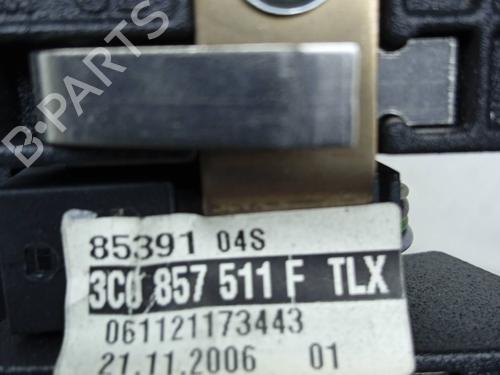 B-PARTS
85391 04S
3C0 857 511 F TLX
061121173443
21.11.2006 01